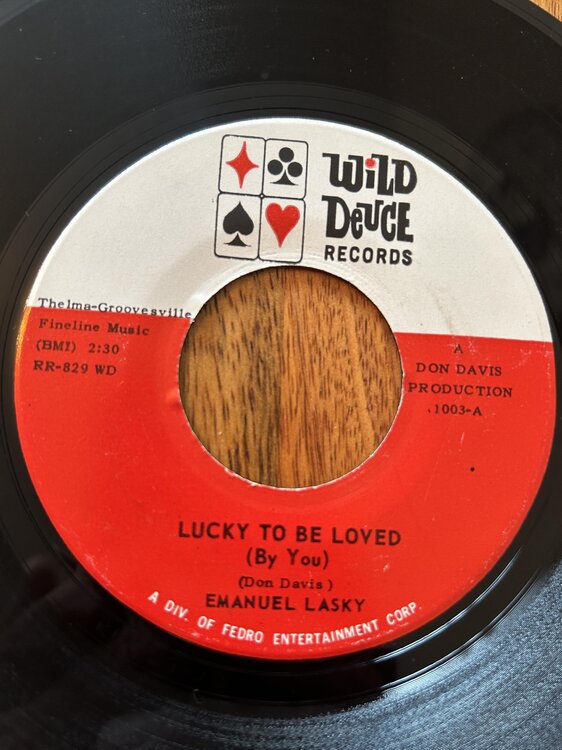 WiLD
DeUCE
RECORDS
Thelma-Groovesville
Fineline Music
(BMI) 2:30
RR-829 WD
A
DON DAVIS
PRODUCTION
1003-A
LUCKY TO BE LOVED
(By You)
(Don Davis)
EMANUEL LASKY
A DIV. OF FEDRO ENTERTAINMENT CORP.